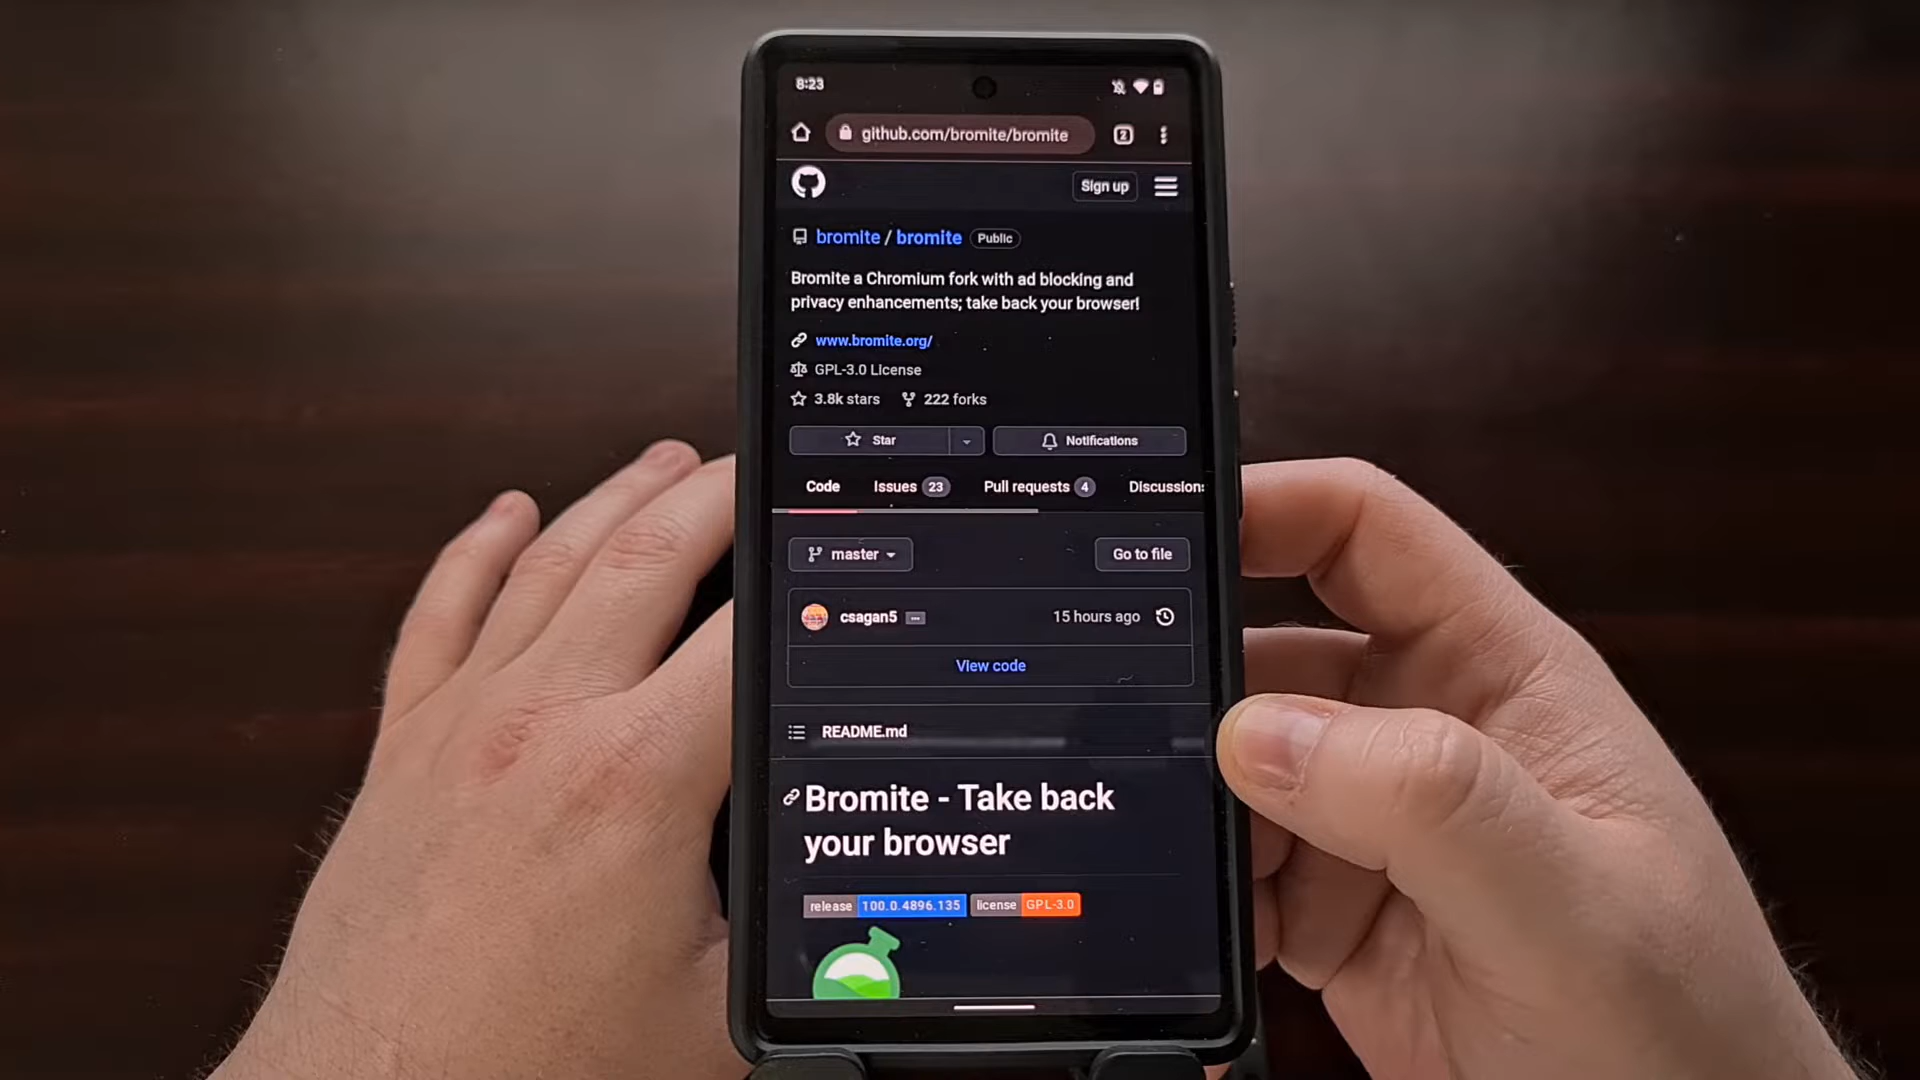 8:23
github.com/bromite/bromite
2
Sign up
bromite / bromite Public
Bromite a Chromium fork with ad blocking and
privacy enhancements; take back your browser!
www.bromite.org/
GPL-3.0 License
3.8k stars 222 forks
Star Notifications
Code Issues 23 Pull requests 4 Discussions
master Go to file
csagan5 ... 15 hours ago
View code
README.md
Bromite - Take back
your browser
release 100.0.4896.135 license GPL-3.0